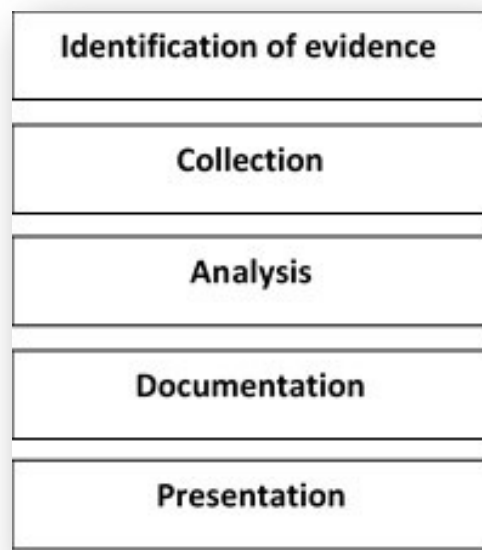 Identification of evidence
Collection
Analysis
Documentation
Presentation